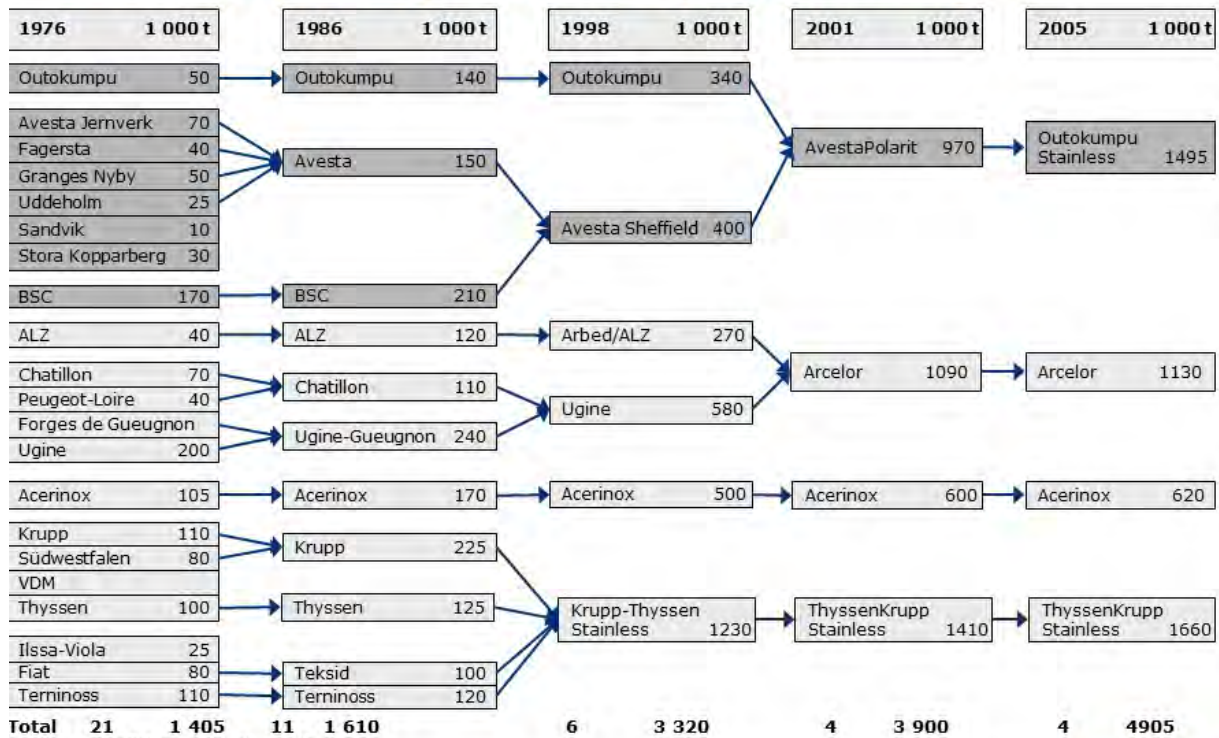 1976 1 000 t 1986 1 000 t 1998 1 000 t 2001 1 000 t 2005 1 000 t
Outokumpu 50
Avesta Jernverk 70
Fagersta 40
Granges Nyby 50
Uddeholm 25
Sandvik 10
Stora Kopparberg 30
BSC 170
ALZ 40
Chatillon 70
Peugeot-Loire 40
Forges de Gueugnon
Ugine 200
Acerinox 105
Krupp 110
Südwestfalen 80
VDM
Thyssen 100
Ilssa-Viola 25
Fiat 80
Terninoss 110
Outokumpu 140
Avesta 150
BSC 210
ALZ 120
Chatillon 110
Ugine-Gueugnon 240
Acerinox 170
Krupp 225
Thyssen 125
Teksid 100
Terninoss 120
Outokumpu 340
Avesta Sheffield 400
Arbed/ALZ 270
Ugine 580
Acerinox 500
Krupp-Thyssen
Stainless 1230
AvestaPolarit 970
Arcelor 1090
Acerinox 600
ThyssenKrupp
Stainless 1410
Outokumpu
Stainless 1495
Arcelor 1130
Acerinox 620
ThyssenKrupp
Stainless 1660
Total 21 1 405 11 1 610 6 3 320 4 3 900 4 4905